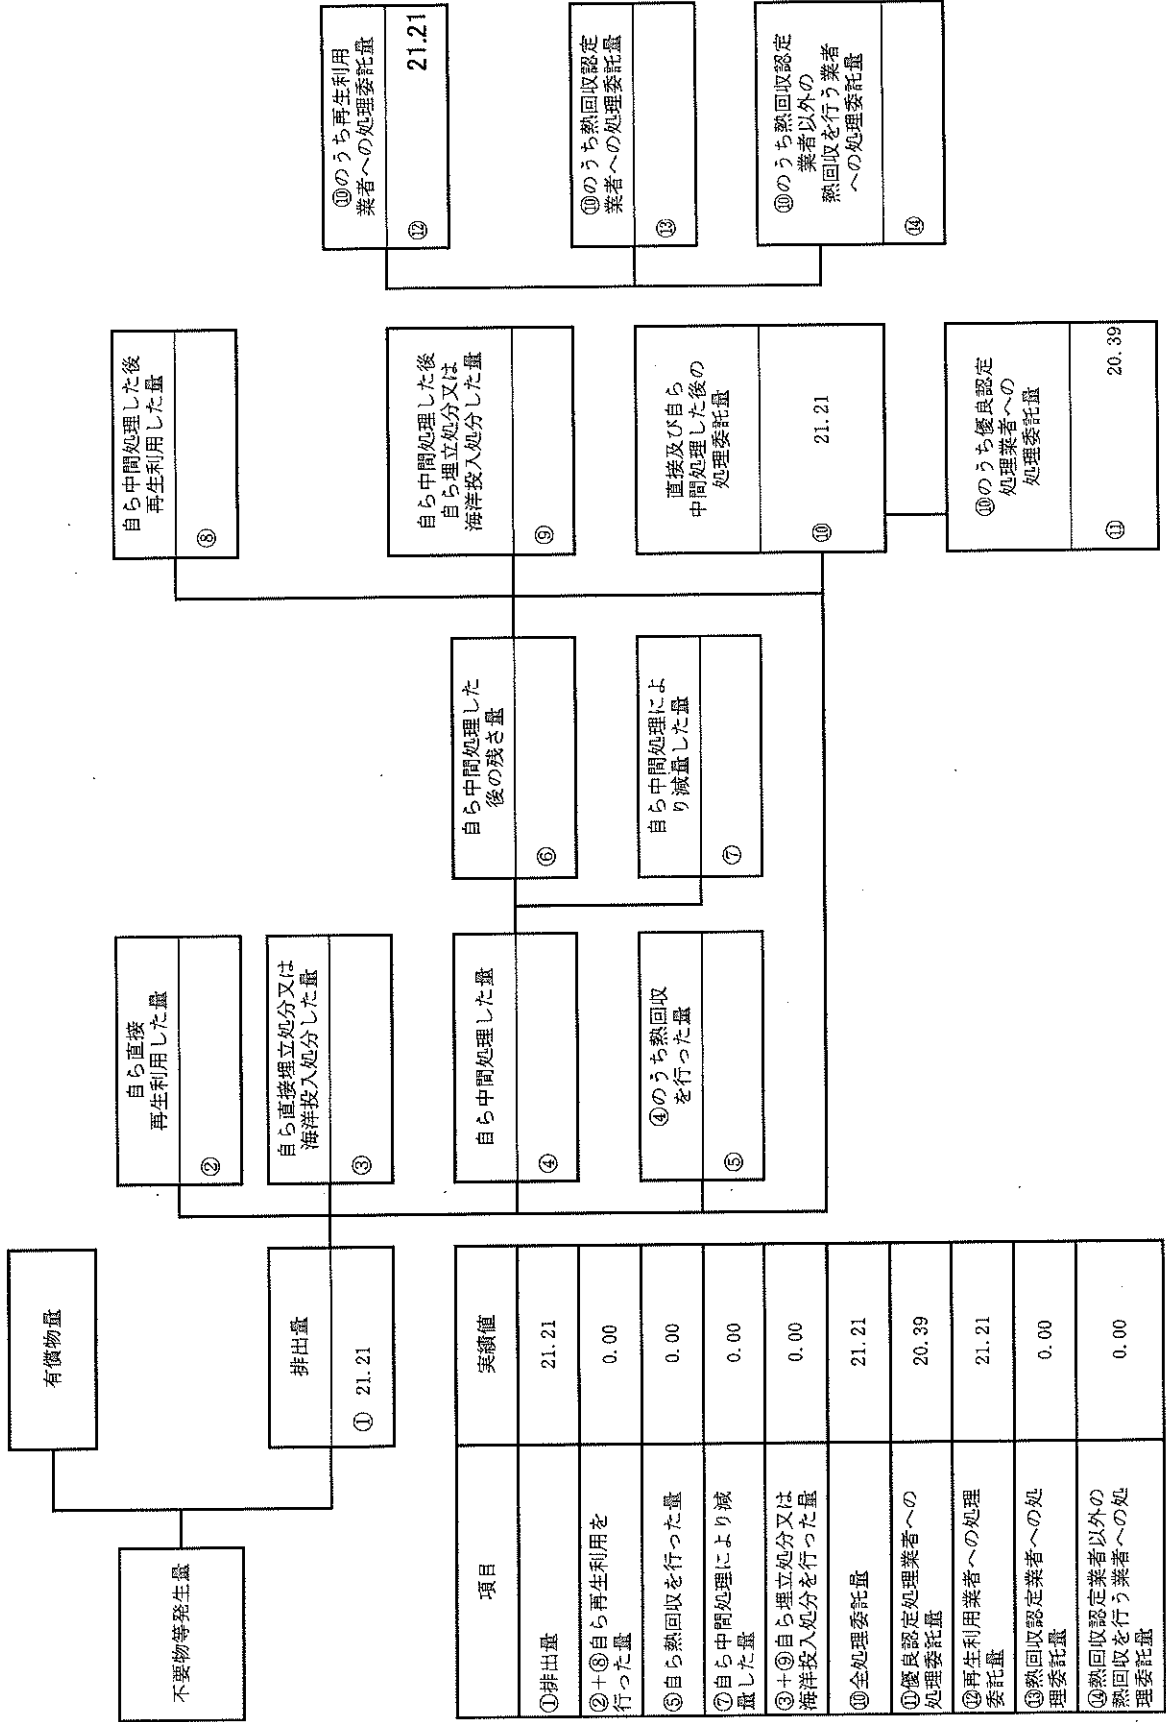 不要物等発生量
有償物量
排出量
① 21.21
自ら直接
再生利用した量
②
自ら直接埋立処分又は
海洋投入処分した量
③
自ら中間処理した量
④
④のうち熱回収
を行った量
⑤
自ら中間処理した
後の残さ量
⑥
自ら中間処理によ
り減量した量
⑦
自ら中間処理した後
再生利用した量
⑧
自ら中間処理した後
自ら埋立処分又は
海洋投入処分した量
⑨
直接及び自ら
中間処理した後の
処理委託量
⑩ 21.21
⑩のうち優良認定
処理業者への
処理委託量
⑪ 20.39
⑩のうち再生利用
業者への処理委託量
⑫ 21.21
⑩のうち熱回収認定
業者への処理委託量
⑬
⑩のうち熱回収認定
業者以外の
熱回収を行う業者
への処理委託量
⑭
項目 実績値
①排出量 21.21
②+⑧自ら再生利用を
行った量 0.00
⑤自ら熱回収を行った量 0.00
⑦自ら中間処理により減
量した量 0.00
③+⑨自ら埋立処分又は
海洋投入処分を行った量 0.00
⑩全処理委託量 21.21
⑪優良認定処理業者への
処理委託量 20.39
⑫再生利用業者への処理
委託量 21.21
⑬熱回収認定業者への処
理委託量 0.00
⑭熱回収認定業者以外の
熱回収を行う業者への処
理委託量 0.00